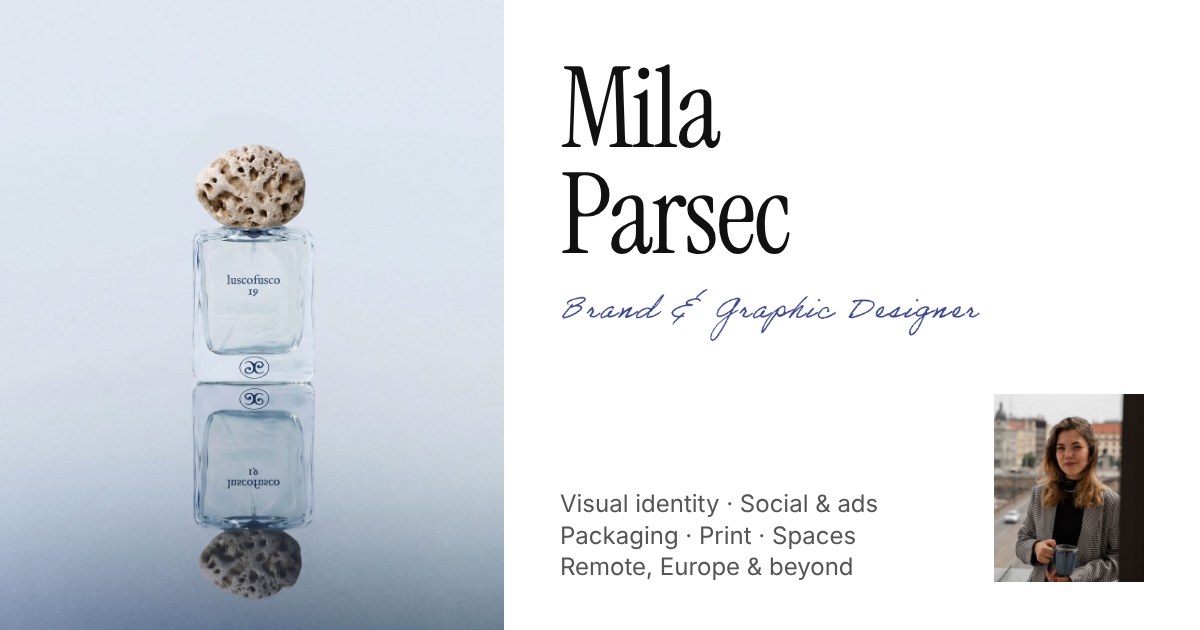 luscofusco
19
Mila
Parsec
Brand & Graphic Designer
Visual identity · Social & ads
Packaging · Print · Spaces
Remote, Europe & beyond